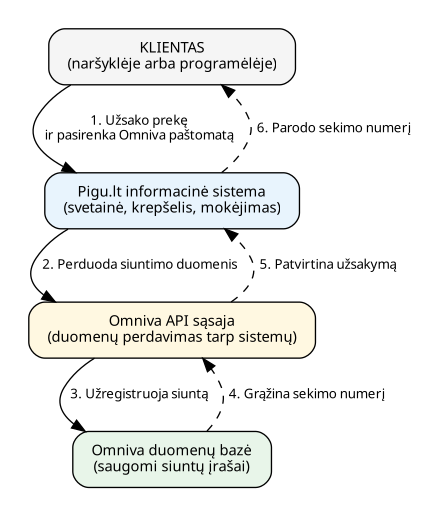 KLIENTAS
(naršyklėje arba programėlėje)
1. Užsako prekę
ir pasirenka Omniva paštomatą
6. Parodo sekimo numerį
Pigu.lt informacinė sistema
(svetainė, krepšelis, mokėjimas)
2. Perduoda siuntimo duomenis
5. Patvirtina užsakymą
Omniva API sąsaja
(duomenų perdavimas tarp sistemų)
3. Užregistruoja siuntą
4. Grąžina sekimo numerį
Omniva duomenų bazė
(saugomi siuntų įrašai)